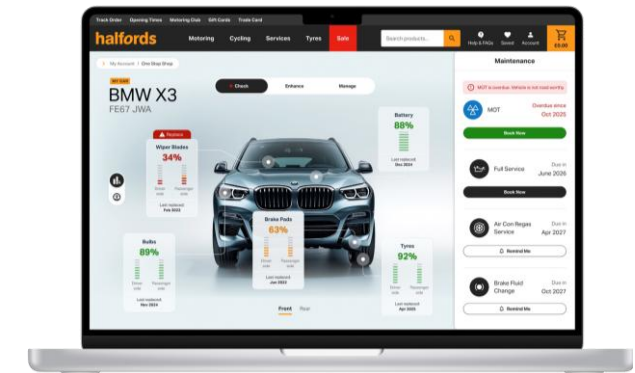 Track Order Opening Times Motoring Club Gift Cards Trade Card
halfords
Motoring Cycling Services Tyres Sale
Search products...
Help & FAQs Saved Account £0.00
My Account / One Stop Shop
MY CAR
BMW X3
FE67 JWA
Check Enhance Manage
Replace
Wiper Blades
34%
Driver side Passenger side
Last replaced:
Feb 2023
Battery
88%
Last replaced:
Dec 2024
Brake Pads
63%
Driver side Passenger side
Last replaced:
Jan 2023
Bulbs
89%
Driver side Passenger side
Last replaced:
Nov 2024
Tyres
92%
Driver side Passenger side
Last replaced:
Apr 2025
Front Rear
Maintenance
MOT is overdue. Vehicle is not road worthy.
MOT
Overdue since
Oct 2025
Book Now
Full Service
Due in
June 2026
Book Now
Air Con Regas
Service
Due in
Apr 2027
Remind Me
Brake Fluid
Change
Due in
Oct 2027
Remind Me